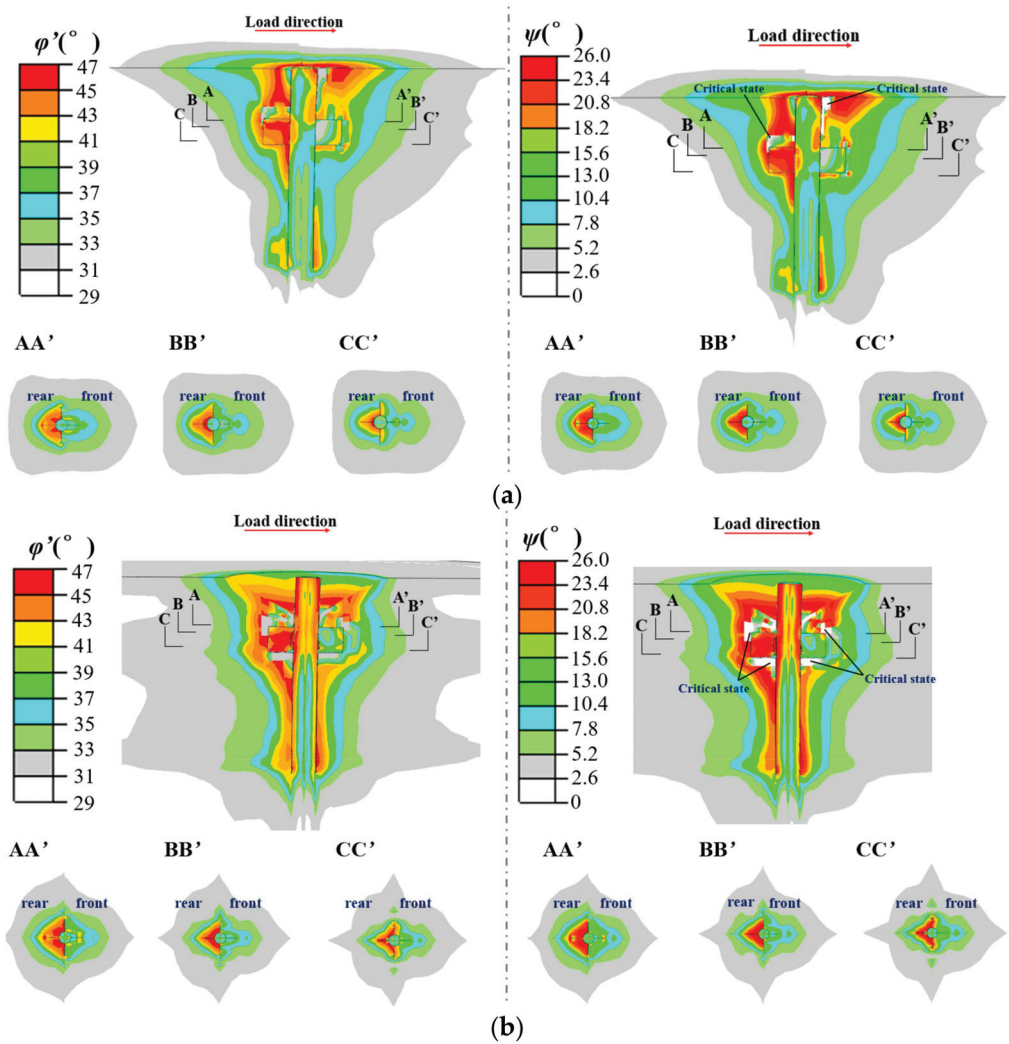 Load direction
φ’(°)
47
45
43
41
39
37
35
33
31
29
A
B
C
A’
B’
C’
AA’
BB’
CC’
rear front
rear front
rear front
Load direction
ψ(°)
26.0
23.4
20.8
18.2
15.6
13.0
10.4
7.8
5.2
2.6
0
Critical state
Critical state
A
B
C
A’
B’
C’
AA’
BB’
CC’
rear front
rear front
rear front
(a)
Load direction
φ’(°)
47
45
43
41
39
37
35
33
31
29
A
B
C
A’
B’
C’
AA’
BB’
CC’
rear front
rear front
rear front
Load direction
ψ(°)
26.0
23.4
20.8
18.2
15.6
13.0
10.4
7.8
5.2
2.6
0
A
B
C
A’
B’
C’
Critical state
Critical state
AA’
BB’
CC’
rear front
rear front
rear front
(b)